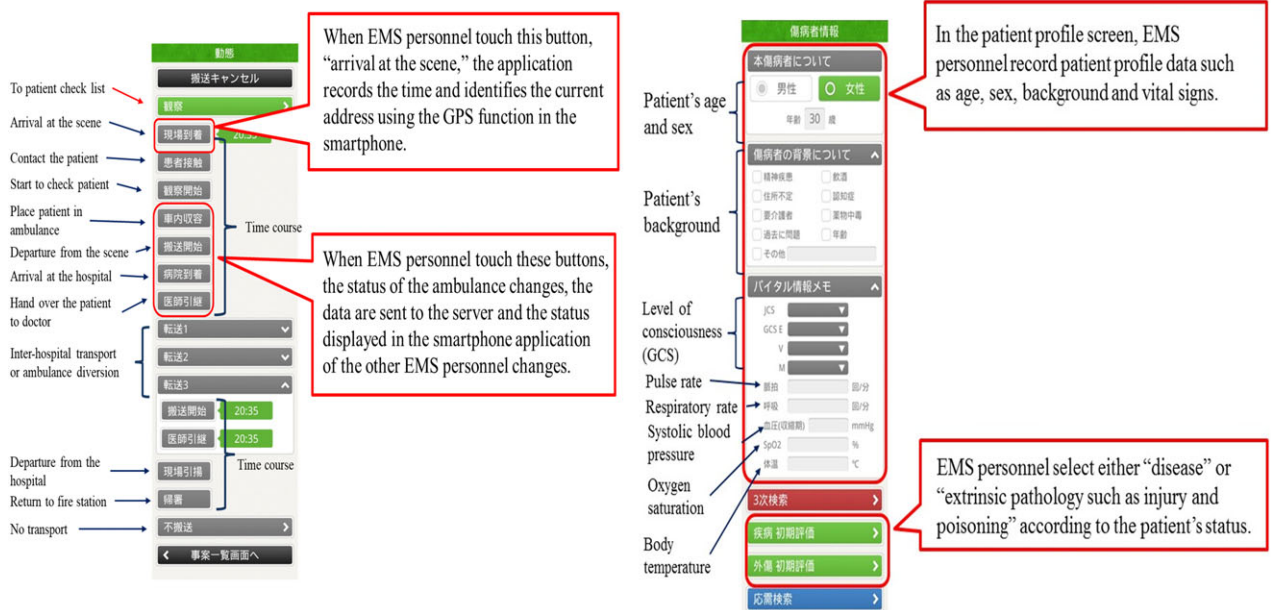 動態
搬送キャンセル
To patient check list
観察
Arrival at the scene
現場到着
20:35
Contact the patient
患者接触
Start to check patient
観察開始
Place patient in
ambulance
車内収容
Departure from the scene
搬送開始
Arrival at the hospital
病院到着
Hand over the patient
to doctor
医師引継
Time course
転送1
Inter-hospital transport
or ambulance diversion
転送2
転送3
搬送開始
20:35
医師引継
20:35
Time course
Departure from the
hospital
現場引揚
Return to fire station
帰署
No transport
不搬送
事案一覧画面へ
When EMS personnel touch this button,
“arrival at the scene,” the application
records the time and identifies the current
address using the GPS function in the
smartphone.
When EMS personnel touch these buttons,
the status of the ambulance changes, the
data are sent to the server and the status
displayed in the smartphone application
of the other EMS personnel changes.
傷病者情報
本傷病者について
Patient’s age
and sex
男性
女性
年齢 30 歳
傷病者の背景について
Patient’s
background
精神疾患
飲酒
住所不定
認知症
要介護者
薬物中毒
過去に問題
年齢
その他
バイタル情報メモ
Level of
consciousness
(GCS)
JCS
GCS E
V
M
Pulse rate
脈拍
回/分
Respiratory rate
呼吸
回/分
Systolic blood
pressure
血圧(収縮期)
mmHg
Oxygen
saturation
SpO2
%
Body
temperature
体温
℃
3次検索
疾病 初期評価
外傷 初期評価
応需検索
In the patient profile screen, EMS
personnel record patient profile data such
as age, sex, background and vital signs.
EMS personnel select either “disease” or
“extrinsic pathology such as injury and
poisoning” according to the patient’s status.